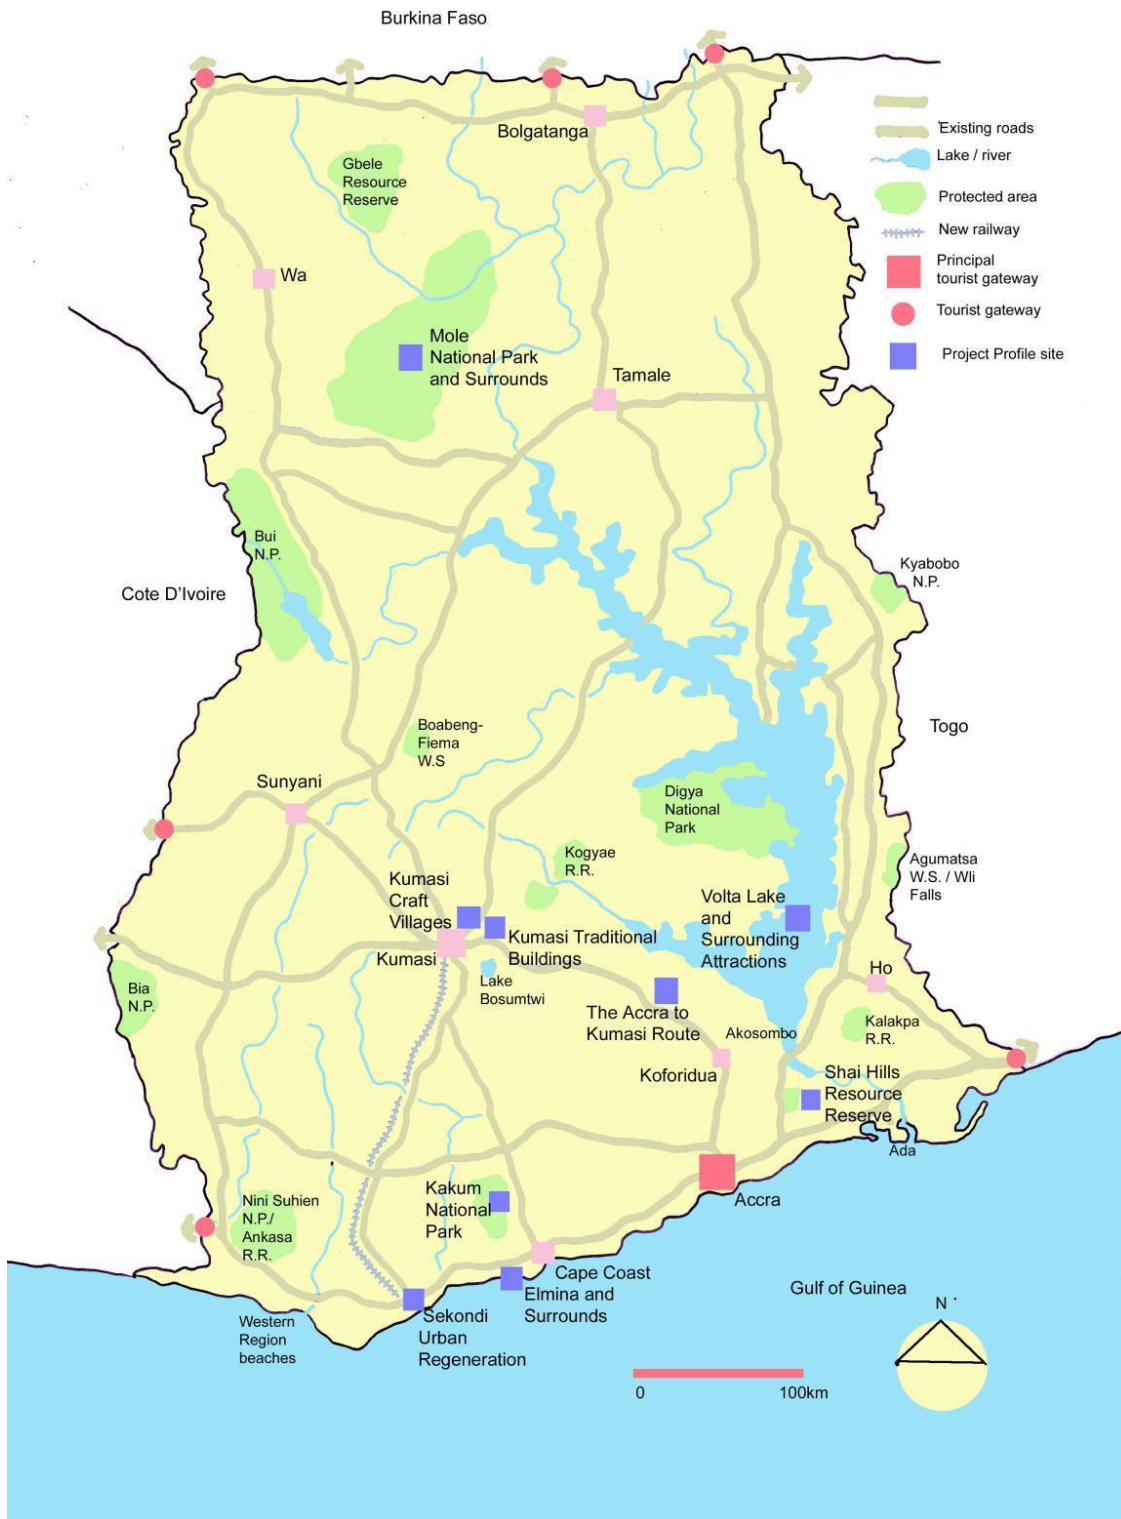 Burkina Faso
Bolgatanga
Existing roads
Lake / river
Protected area
New railway
Principal
tourist gateway
Tourist gateway
Project Profile site
Gbele
Resource
Reserve
Wa
Mole
National Park
and Surrounds
Tamale
Bui
N.P.
Cote D'Ivoire
Kyabobo
N.P.
Togo
Boabeng-
Fiema
W.S
Sunyani
Digya
National
Park
Kogyae
R.R.
Agumatsa
W.S. / Wli
Falls
Kumasi
Craft
Villages
Kumasi Traditional
Buildings
Kumasi
Lake
Bosumtwi
Volta Lake
and
Surrounding
Attractions
Ho
Bia
N.P.
The Accra to
Kumasi Route
Akosombo
Kalakpa
R.R.
Koforidua
Shai Hills
Resource
Reserve
Ada
Accra
Kakum
National
Park
Nini Suhien
N.P./
Ankasa
R.R.
Cape Coast
Elmina and
Surrounds
Gulf of Guinea
N
Western
Region
beaches
Sekondi
Urban
Regeneration
0
100km